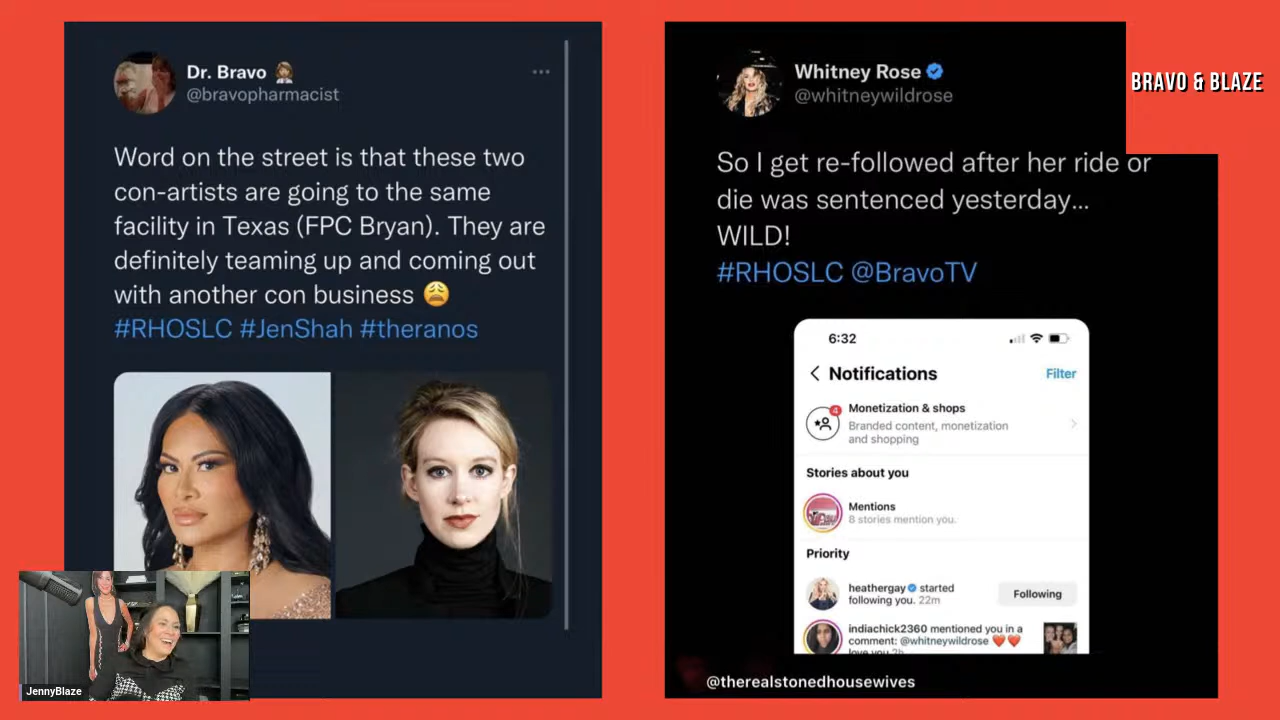 Dr. Bravo 👩‍⚕️
@bravopharmacist
Word on the street is that these two
con-artists are going to the same
facility in Texas (FPC Bryan). They are
definitely teaming up and coming out
with another con business 😩
#RHOSLC #JenShah #theranos
JennyBlaze
Whitney Rose
@whitneywildrose
So I get re-followed after her ride or
die was sentenced yesterday...
WILD!
#RHOSLC @BravoTV
6:32
Notifications
Filter
4
Monetization & shops
Branded content, monetization
and shopping
Stories about you
Mentions
8 stories mention you.
Priority
heathergay started
following you. 22m
Following
indiachick2360 mentioned you in a
comment: @whitneywildrose ❤️❤️
love you 2h
@therealstonedhousewives
BRAVO & BLAZE